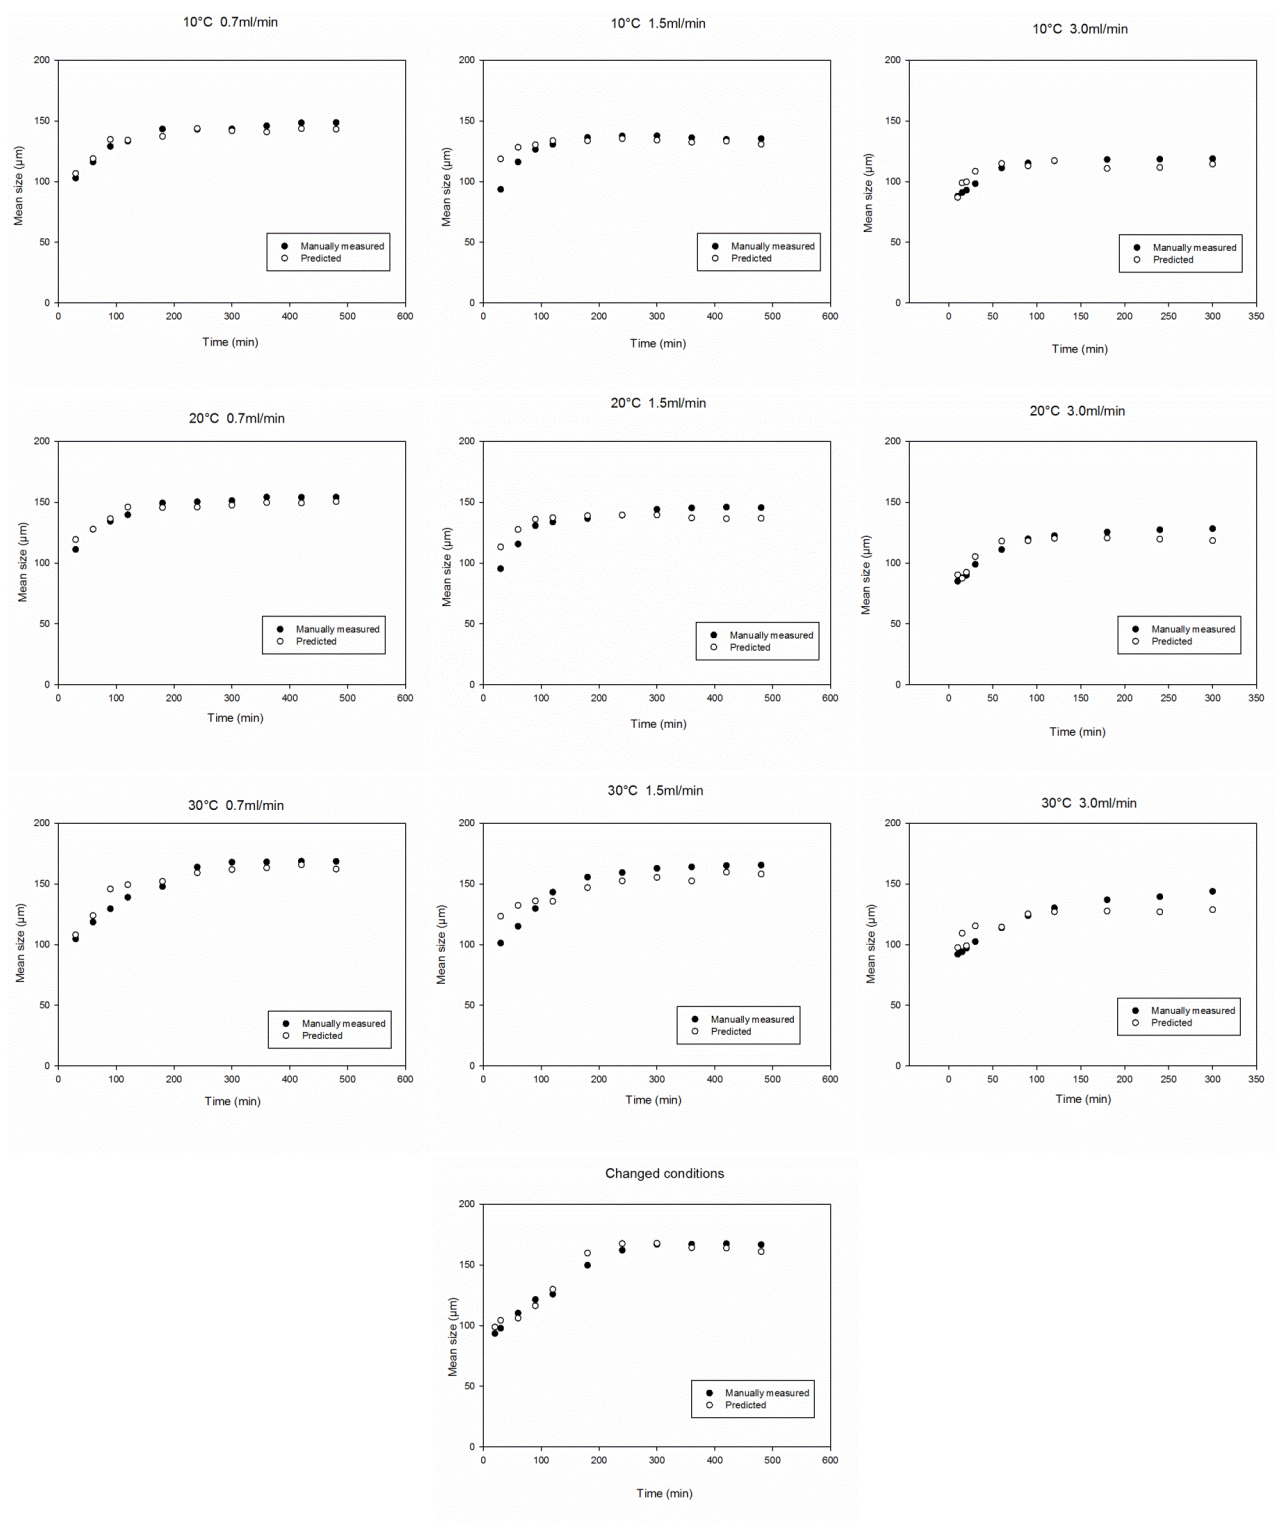 10°C 0.7ml/min
10°C 1.5ml/min
10°C 3.0ml/min
200
150
100
50
0
Mean size (µm)
Manually measured
Predicted
0 100 200 300 400 500 600
Time (min)
200
150
100
50
0
Mean size (µm)
Manually measured
Predicted
0 100 200 300 400 500 600
Time (min)
200
150
100
50
0
Mean size (µm)
Manually measured
Predicted
0 50 100 150 200 250 300 350
Time (min)
20°C 0.7ml/min
20°C 1.5ml/min
20°C 3.0ml/min
200
150
100
50
0
Mean size (µm)
Manually measured
Predicted
0 100 200 300 400 500 600
Time (min)
200
150
100
50
0
Mean size (µm)
Manually measured
Predicted
0 100 200 300 400 500 600
Time (min)
200
150
100
50
0
Mean size (µm)
Manually measured
Predicted
0 50 100 150 200 250 300 350
Time (min)
30°C 0.7ml/min
30°C 1.5ml/min
30°C 3.0ml/min
200
150
100
50
0
Mean size (µm)
Manually measured
Predicted
0 100 200 300 400 500 600
Time (min)
200
150
100
50
0
Mean size (µm)
Manually measured
Predicted
0 100 200 300 400 500 600
Time (min)
200
150
100
50
0
Mean size (µm)
Manually measured
Predicted
0 50 100 150 200 250 300 350
Time (min)
Changed conditions
200
150
100
50
0
Mean size (µm)
Manually measured
Predicted
0 100 200 300 400 500 600
Time (min)